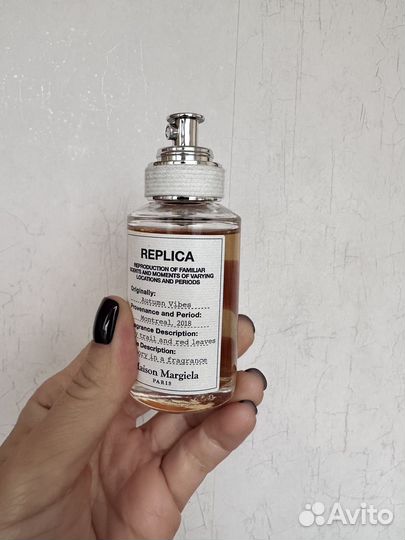 REPLICA
REPRODUCTION OF FAMILIAR
SCENTS AND MOMENTS OF VARYING
LOCATIONS AND PERIODS
Originally:
Autumn Vibes
Provenance and Period:
Montreal, 2018
Fragrance Description:
trail and red leaves
Description:
in a fragrance
Maison Margiela
PARIS
Avito